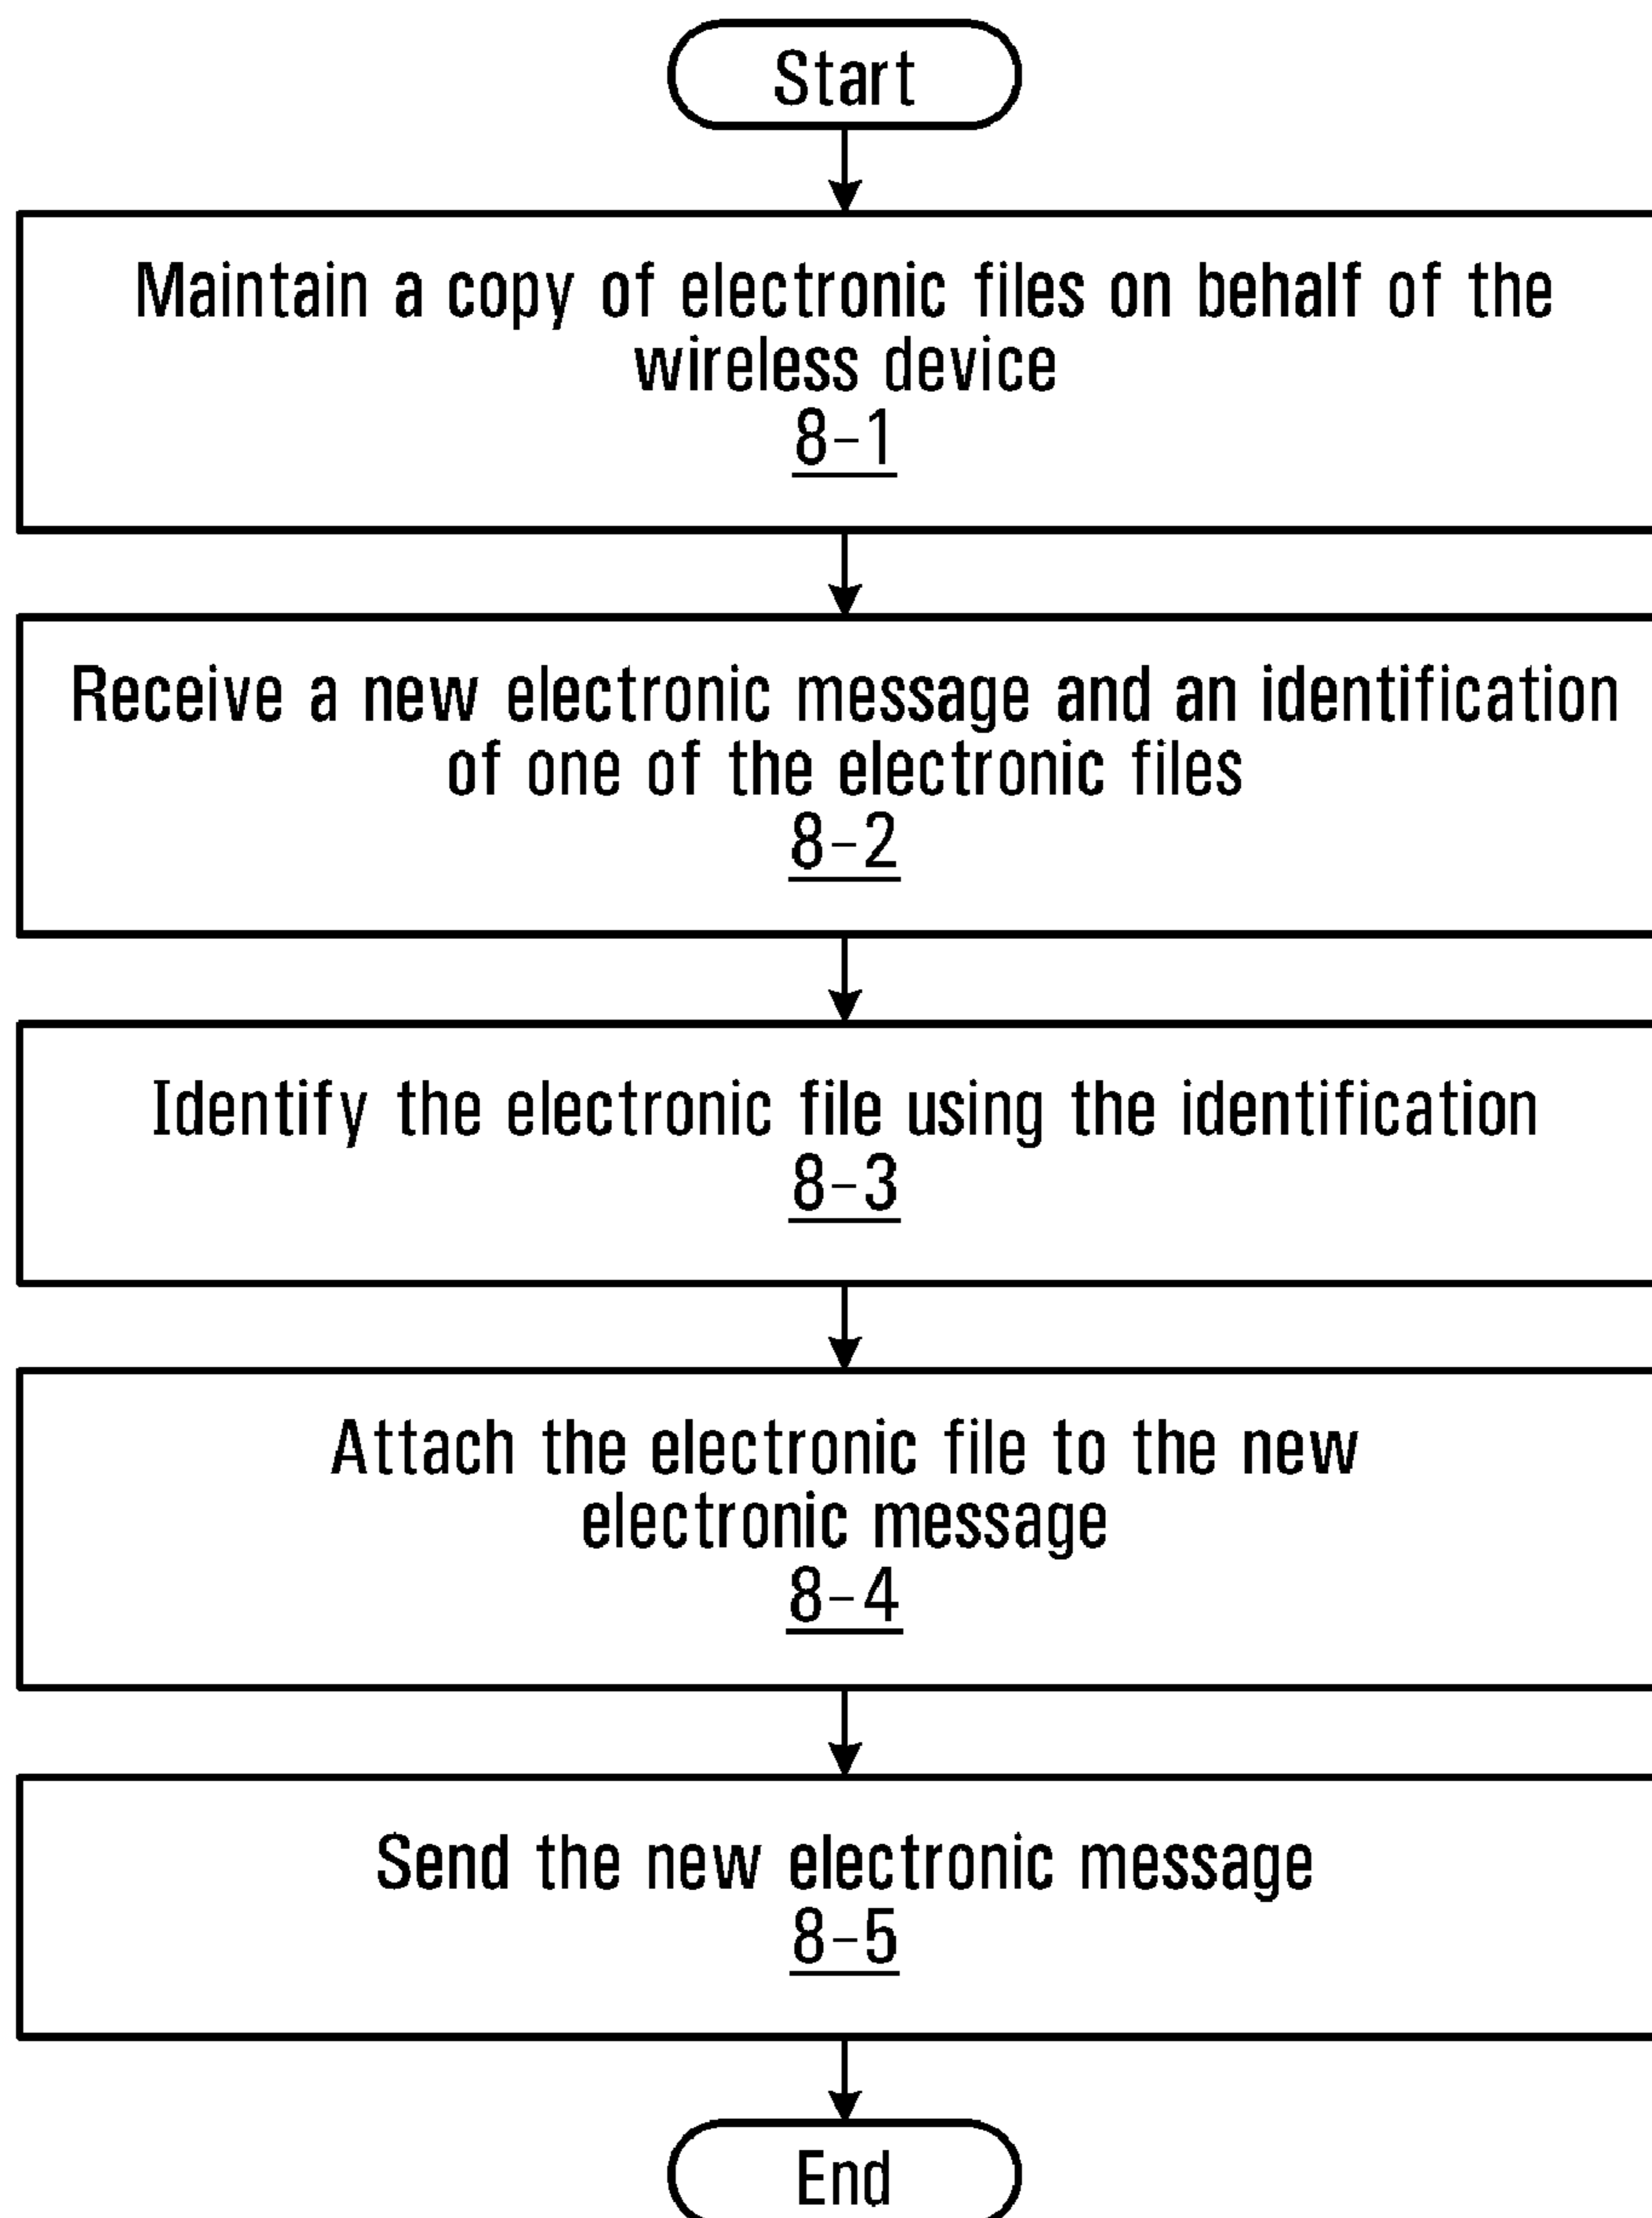 Start
Maintain a copy of electronic files on behalf of the
wireless device
8-1
Receive a new electronic message and an identification
of one of the electronic files
8-2
Identify the electronic file using the identification
8-3
Attach the electronic file to the new
electronic message
8-4
Send the new electronic message
8-5
End